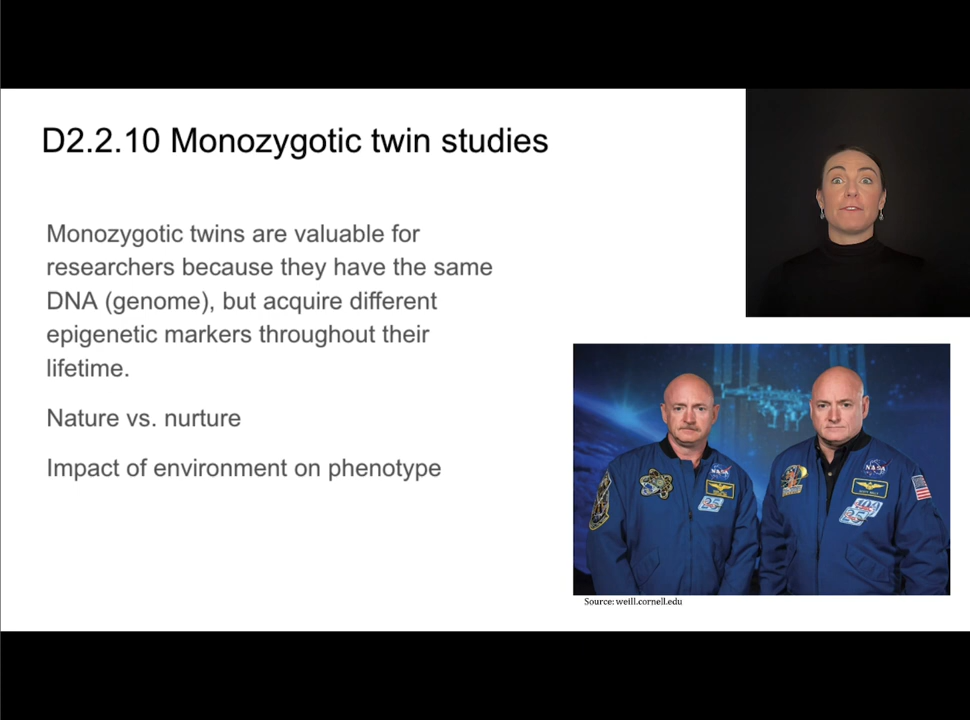 D2.2.10 Monozygotic twin studies
Monozygotic twins are valuable for
researchers because they have the same
DNA (genome), but acquire different
epigenetic markers throughout their
lifetime.
Nature vs. nurture
Impact of environment on phenotype
NASA
NASA
Source: weill.cornell.edu